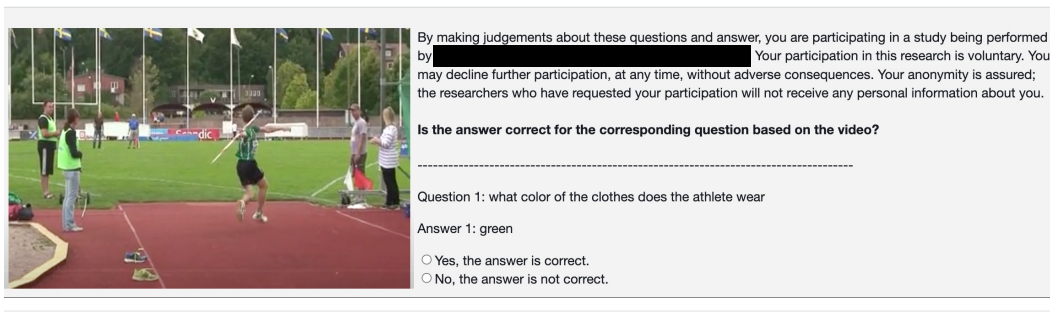 By making judgements about these questions and answer, you are participating in a study being performed
by Your participation in this research is voluntary. You
may decline further participation, at any time, without adverse consequences. Your anonymity is assured;
the researchers who have requested your participation will not receive any personal information about you.
Is the answer correct for the corresponding question based on the video?
--------------------------------------------------------------------------------------
Question 1: what color of the clothes does the athlete wear
Answer 1: green
Yes, the answer is correct.
No, the answer is not correct.
Scandic